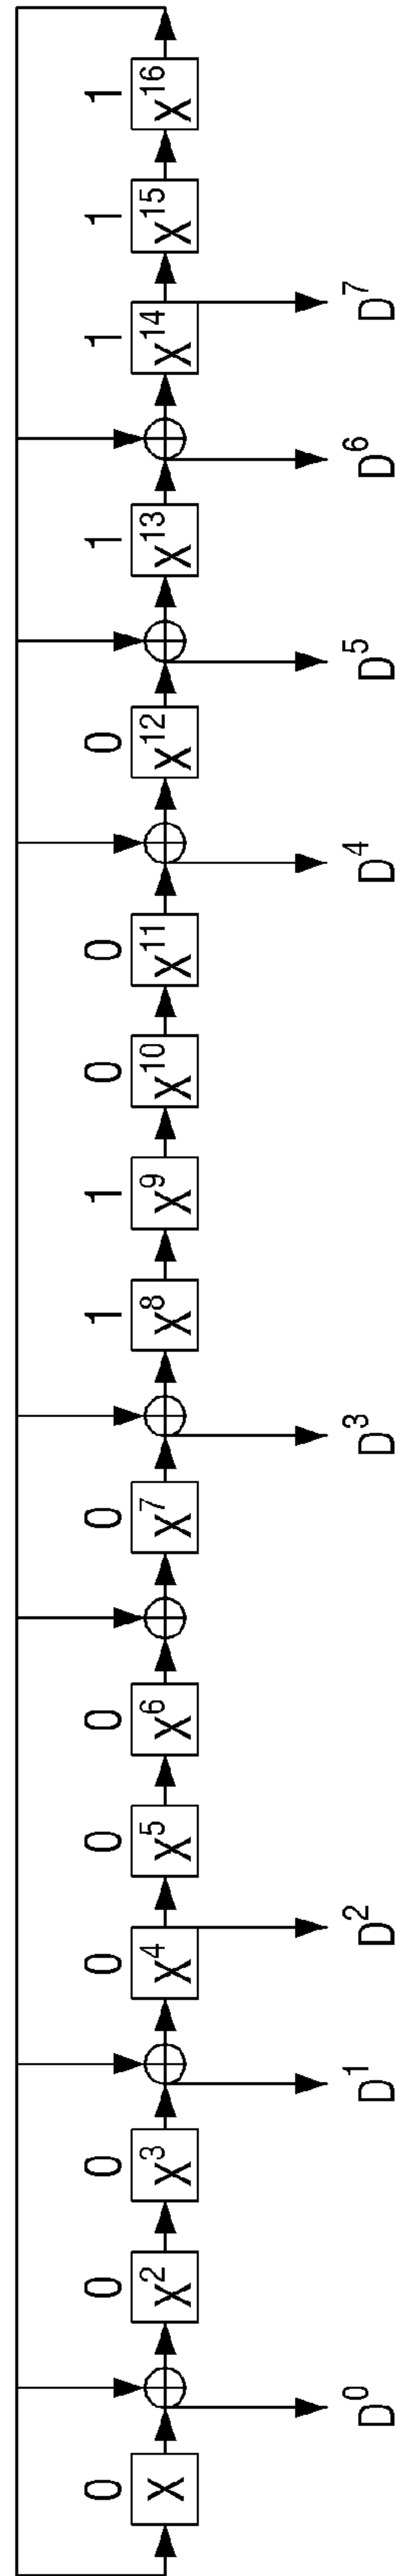 0 0 0 0 0 0 0 1 1 0 0 0 1 1 1 1
X X² X³ X⁴ X⁵ X⁶ X⁷ X⁸ X⁹ X¹⁰ X¹¹ X¹² X¹³ X¹⁴ X¹⁵ X¹⁶
D⁰ D¹ D² D³ D⁴ D⁵ D⁶ D⁷